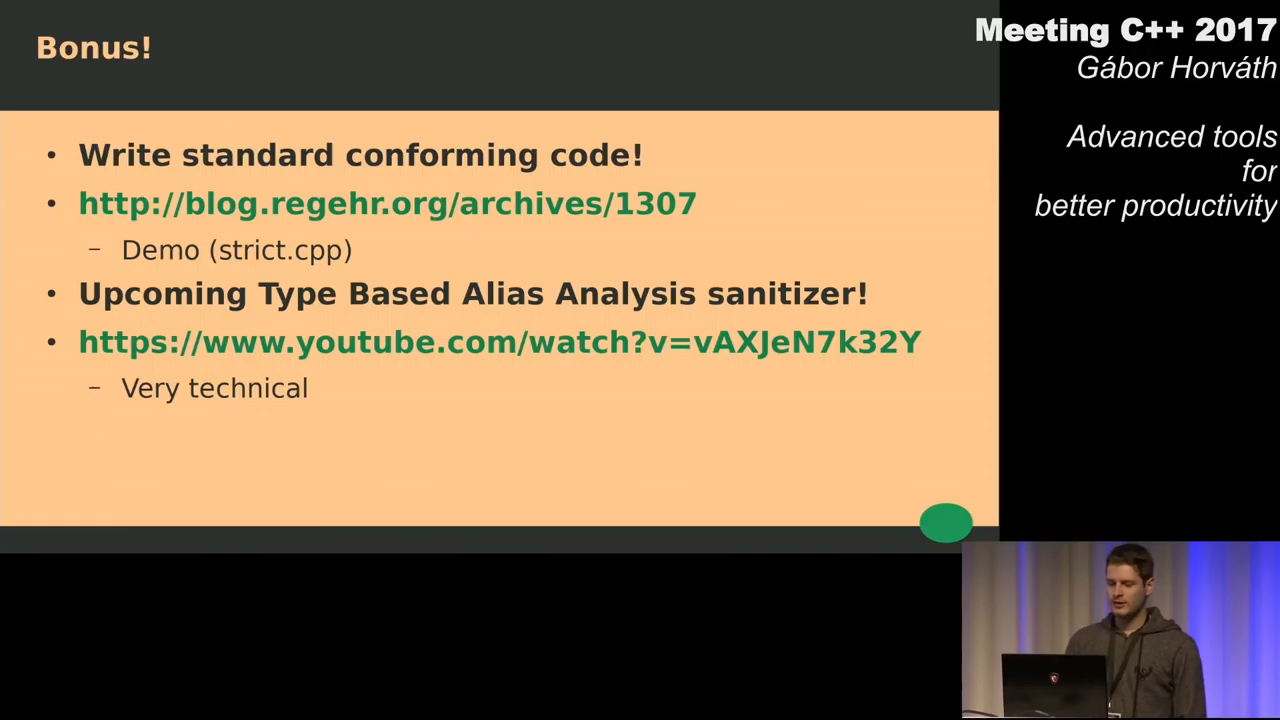 Bonus!
Write standard conforming code!
http://blog.regehr.org/archives/1307
Demo (strict.cpp)
Upcoming Type Based Alias Analysis sanitizer!
https://www.youtube.com/watch?v=vAXJeN7k32Y
Very technical
Meeting C++ 2017
Gábor Horváth
Advanced tools
for
better productivity